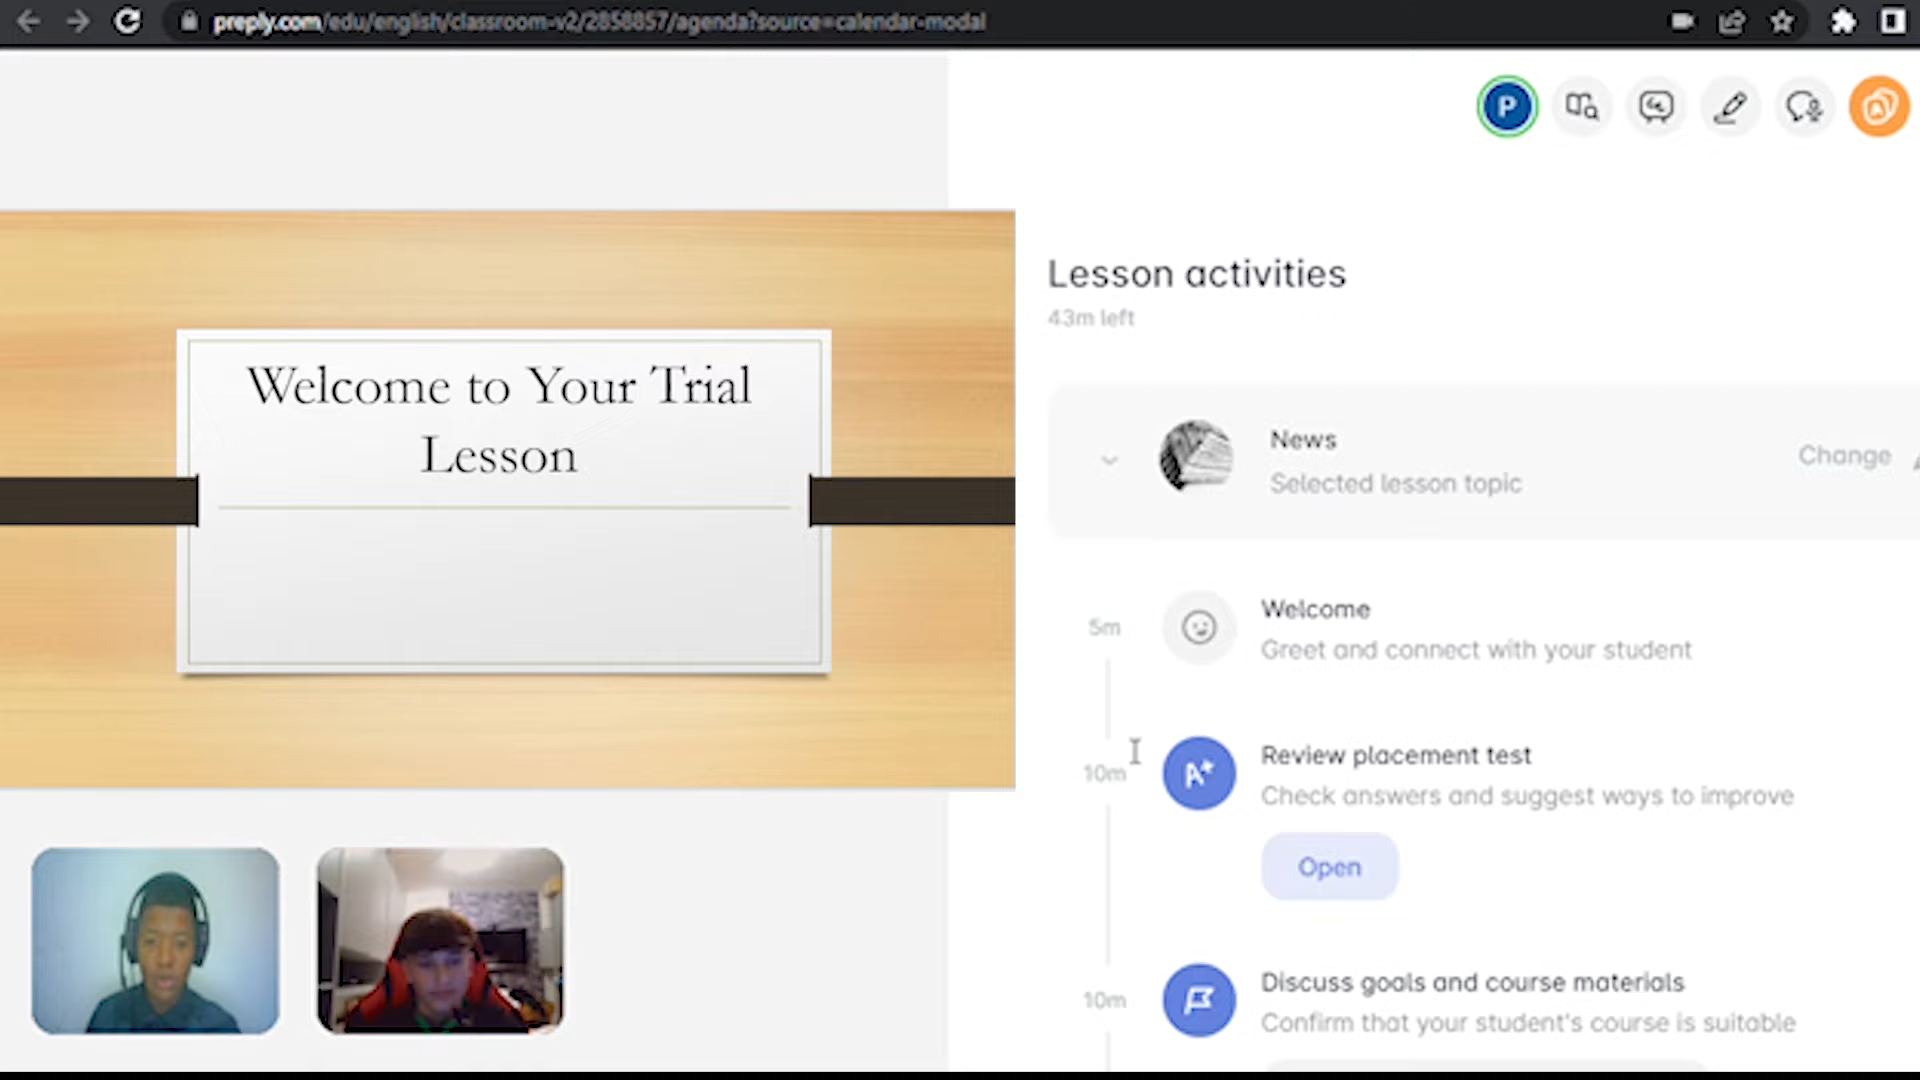 preply.com/edu/english/classroom-v2/2858857/agenda?source=calendar-modal
P
Welcome to Your Trial
Lesson
Lesson activities
43m left
News
Selected lesson topic
Change
5m
Welcome
Greet and connect with your student
10m
A+
Review placement test
Check answers and suggest ways to improve
Open
10m
Discuss goals and course materials
Confirm that your student's course is suitable